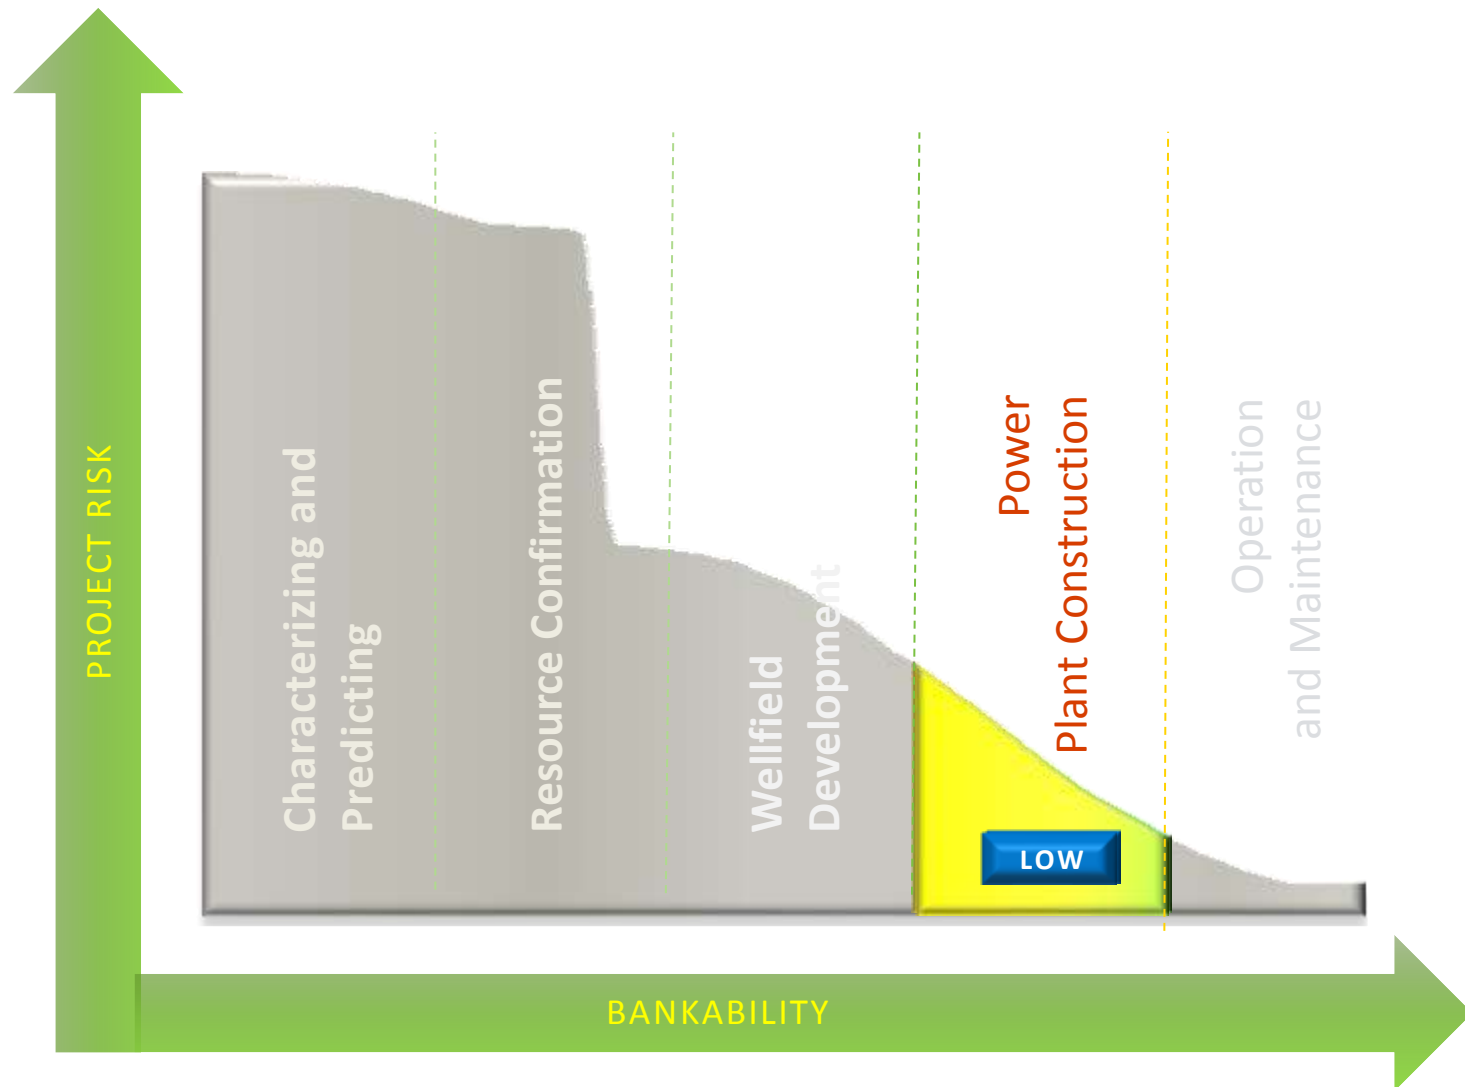 PROJECT RISK
Characterizing and
Predicting
Resource Confirmation
Wellfield
Development
Power
Plant Construction
Operation
and Maintenance
LOW
BANKABILITY